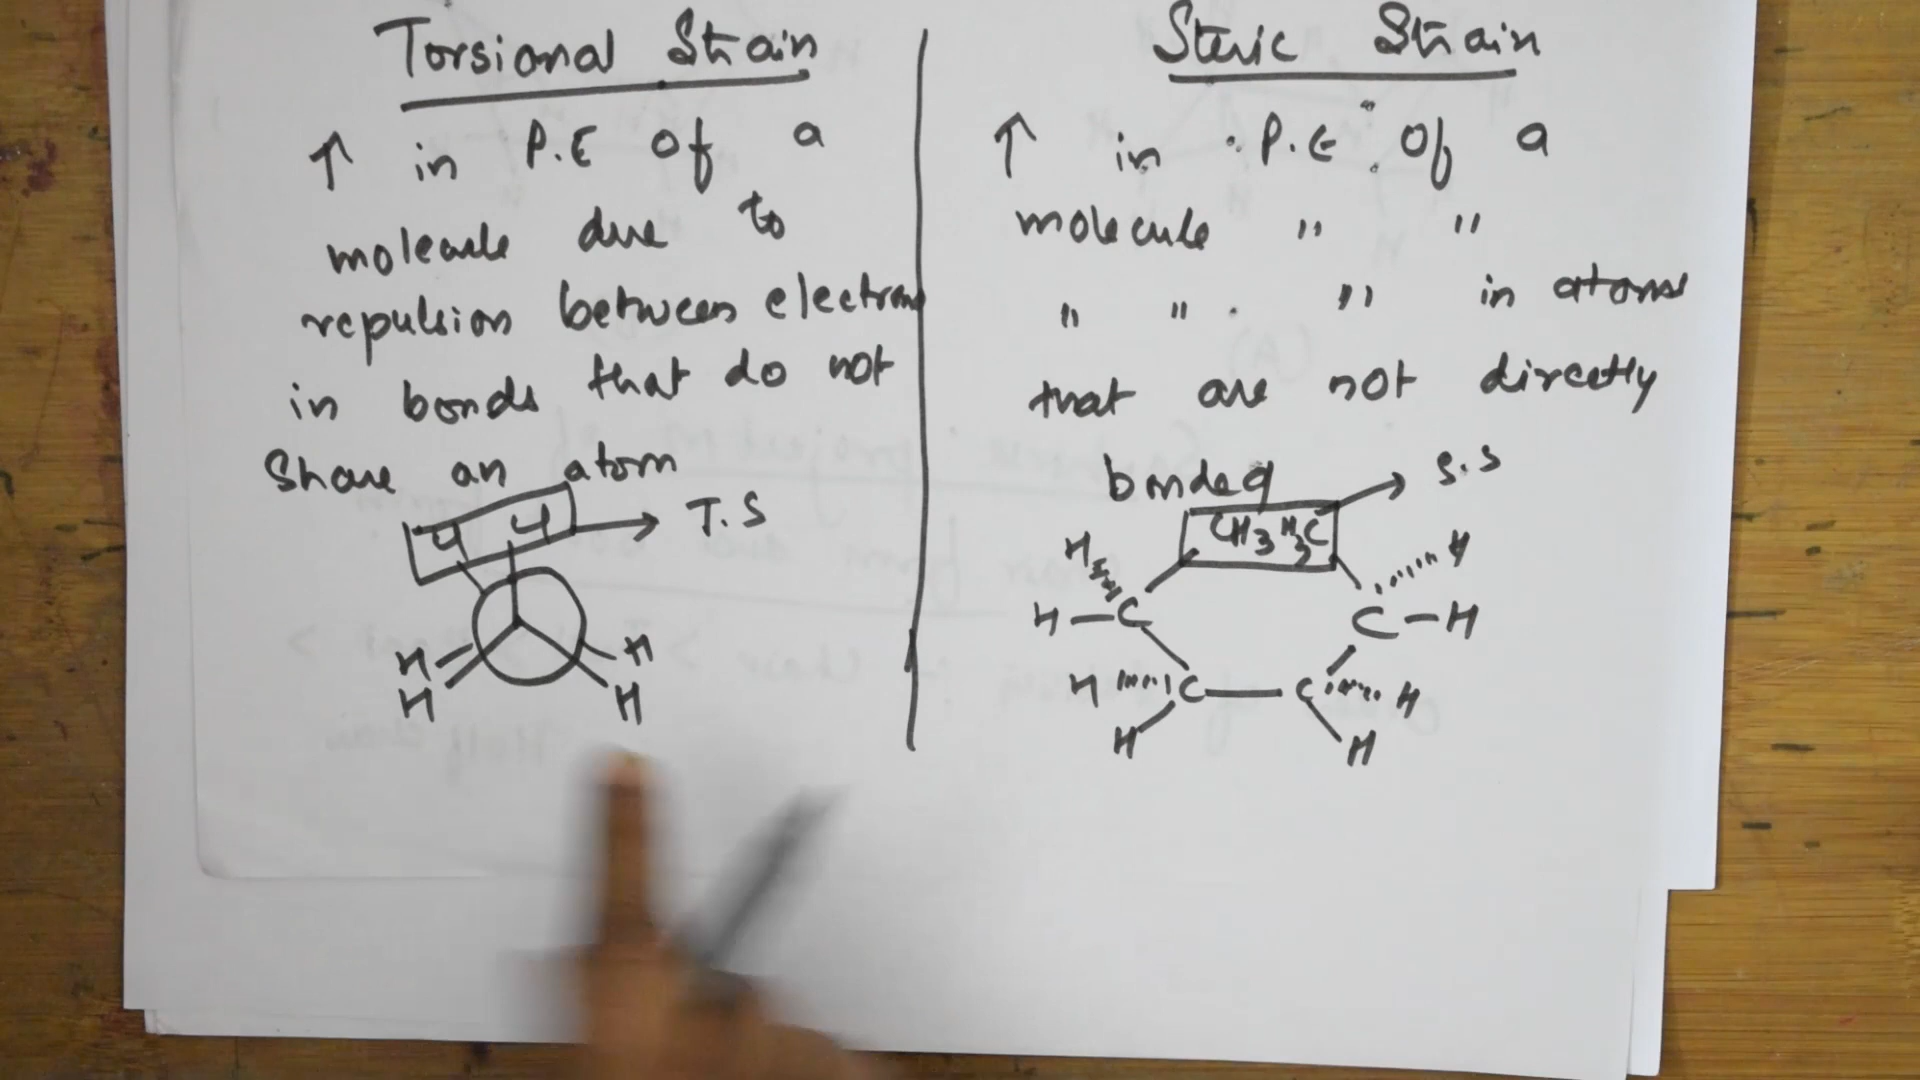 Torsional Strain
↑ in P.E of a
molecule due to
repulsion between electrons
in bonds that do not
Share an atom
H H → T.S
H H
H H
Steric Strain
↑ in P.E of a
molecule " "
" " " in atoms
that are not directly
bonded → S.S
H CH3 H3C H
H-C C-H
H C C H
H H